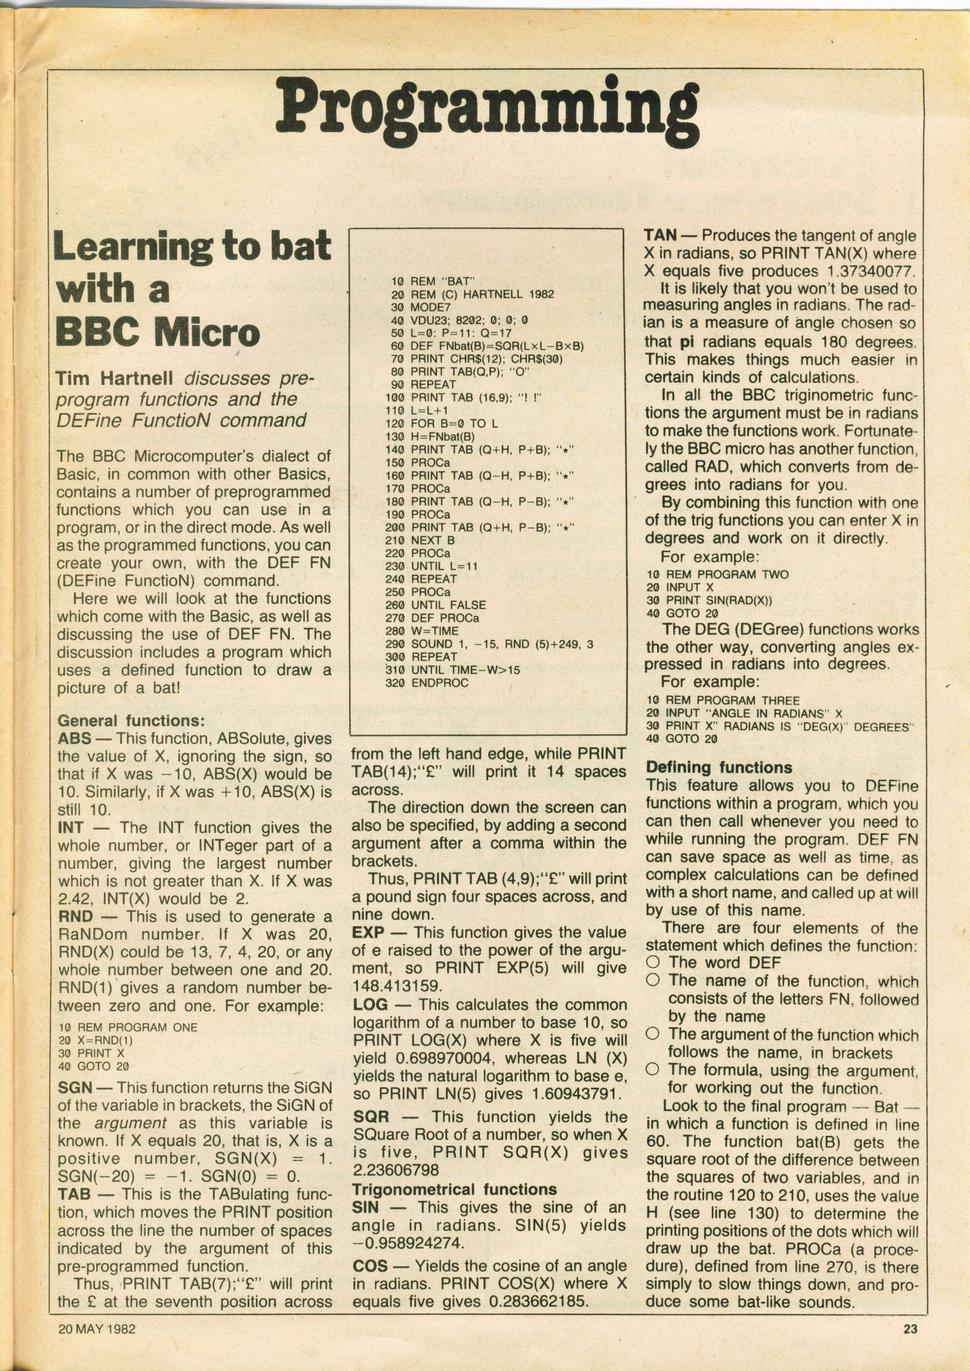 Programming
Learning to bat
with a
BBC Micro
Tim Hartnell discusses pre-
program functions and the
DEFine FunctioN command
The BBC Microcomputer's dialect of
Basic, in common with other Basics,
contains a number of preprogrammed
functions which you can use in a
program, or in the direct mode. As well
as the programmed functions, you can
create your own, with the DEF FN
(DEFine FunctioN) command.
Here we will look at the functions
which come with the Basic, as well as
discussing the use of DEF FN. The
discussion includes a program which
uses a defined function to draw a
picture of a bat!
General functions:
ABS — This function, ABSolute, gives
the value of X, ignoring the sign, so
that if X was −10, ABS(X) would be
10. Similarly, if X was +10, ABS(X) is
still 10.
INT — The INT function gives the
whole number, or INTeger part of a
number, giving the largest number
which is not greater than X. If X was
2.42, INT(X) would be 2.
RND — This is used to generate a
RaNDom number. If X was 20,
RND(X) could be 13, 7, 4, 20, or any
whole number between one and 20.
RND(1) gives a random number be-
tween zero and one. For example:
10 REM PROGRAM ONE
20 X=RND(1)
30 PRINT X
40 GOTO 20
SGN — This function returns the SiGN
of the variable in brackets, the SiGN of
the argument as this variable is
known. If X equals 20, that is, X is a
positive number, SGN(X) = 1.
SGN(−20) = −1. SGN(0) = 0.
TAB — This is the TABulating func-
tion, which moves the PRINT position
across the line the number of spaces
indicated by the argument of this
pre-programmed function.
Thus, PRINT TAB(7);"£" will print
the £ at the seventh position across
10 REM "BAT"
20 REM (C) HARTNELL 1982
30 MODE7
40 VDU23; 8202; 0; 0; 0
50 L=0: P=11: Q=17
60 DEF FNbat(B)=SQR(L×L−B×B)
70 PRINT CHR$(12); CHR$(30)
80 PRINT TAB(Q,P); "O"
90 REPEAT
100 PRINT TAB (16,9); "! !"
110 L=L+1
120 FOR B=0 TO L
130 H=FNbat(B)
140 PRINT TAB (Q+H, P+B); "⋆"
150 PROCa
160 PRINT TAB (Q−H, P+B); "⋆"
170 PROCa
180 PRINT TAB (Q−H, P−B); "⋆"
190 PROCa
200 PRINT TAB (Q+H, P−B); "⋆"
210 NEXT B
220 PROCa
230 UNTIL L=11
240 REPEAT
250 PROCa
260 UNTIL FALSE
270 DEF PROCa
280 W=TIME
290 SOUND 1, −15, RND (5)+249, 3
300 REPEAT
310 UNTIL TIME−W>15
320 ENDPROC
from the left hand edge, while PRINT
TAB(14);"£" will print it 14 spaces
across.
The direction down the screen can
also be specified, by adding a second
argument after a comma within the
brackets.
Thus, PRINT TAB (4,9);"£" will print
a pound sign four spaces across, and
nine down.
EXP — This function gives the value
of e raised to the power of the argu-
ment, so PRINT EXP(5) will give
148.413159.
LOG — This calculates the common
logarithm of a number to base 10, so
PRINT LOG(X) where X is five will
yield 0.698970004, whereas LN (X)
yields the natural logarithm to base e,
so PRINT LN(5) gives 1.60943791.
SQR — This function yields the
SQuare Root of a number, so when X
is five, PRINT SQR(X) gives
2.23606798
Trigonometrical functions
SIN — This gives the sine of an
angle in radians. SIN(5) yields
−0.958924274.
COS — Yields the cosine of an angle
in radians. PRINT COS(X) where X
equals five gives 0.283662185.
TAN — Produces the tangent of angle
X in radians, so PRINT TAN(X) where
X equals five produces 1.37340077.
It is likely that you won't be used to
measuring angles in radians. The rad-
ian is a measure of angle chosen so
that pi radians equals 180 degrees.
This makes things much easier in
certain kinds of calculations.
In all the BBC triginometric func-
tions the argument must be in radians
to make the functions work. Fortunate-
ly the BBC micro has another function,
called RAD, which converts from de-
grees into radians for you.
By combining this function with one
of the trig functions you can enter X in
degrees and work on it directly.
For example:
10 REM PROGRAM TWO
20 INPUT X
30 PRINT SIN(RAD(X))
40 GOTO 20
The DEG (DEGree) functions works
the other way, converting angles ex-
pressed in radians into degrees.
For example:
10 REM PROGRAM THREE
20 INPUT "ANGLE IN RADIANS" X
30 PRINT X" RADIANS IS "DEG(X)" DEGREES"
40 GOTO 20
Defining functions
This feature allows you to DEFine
functions within a program, which you
can then call whenever you need to
while running the program. DEF FN
can save space as well as time, as
complex calculations can be defined
with a short name, and called up at will
by use of this name.
There are four elements of the
statement which defines the function:
○ The word DEF
○ The name of the function, which
consists of the letters FN, followed
by the name
○ The argument of the function which
follows the name, in brackets
○ The formula, using the argument,
for working out the function.
Look to the final program — Bat —
in which a function is defined in line
60. The function bat(B) gets the
square root of the difference between
the squares of two variables, and in
the routine 120 to 210, uses the value
H (see line 130) to determine the
printing positions of the dots which will
draw up the bat. PROCa (a proce-
dure), defined from line 270, is there
simply to slow things down, and pro-
duce some bat-like sounds.
20 MAY 1982
23